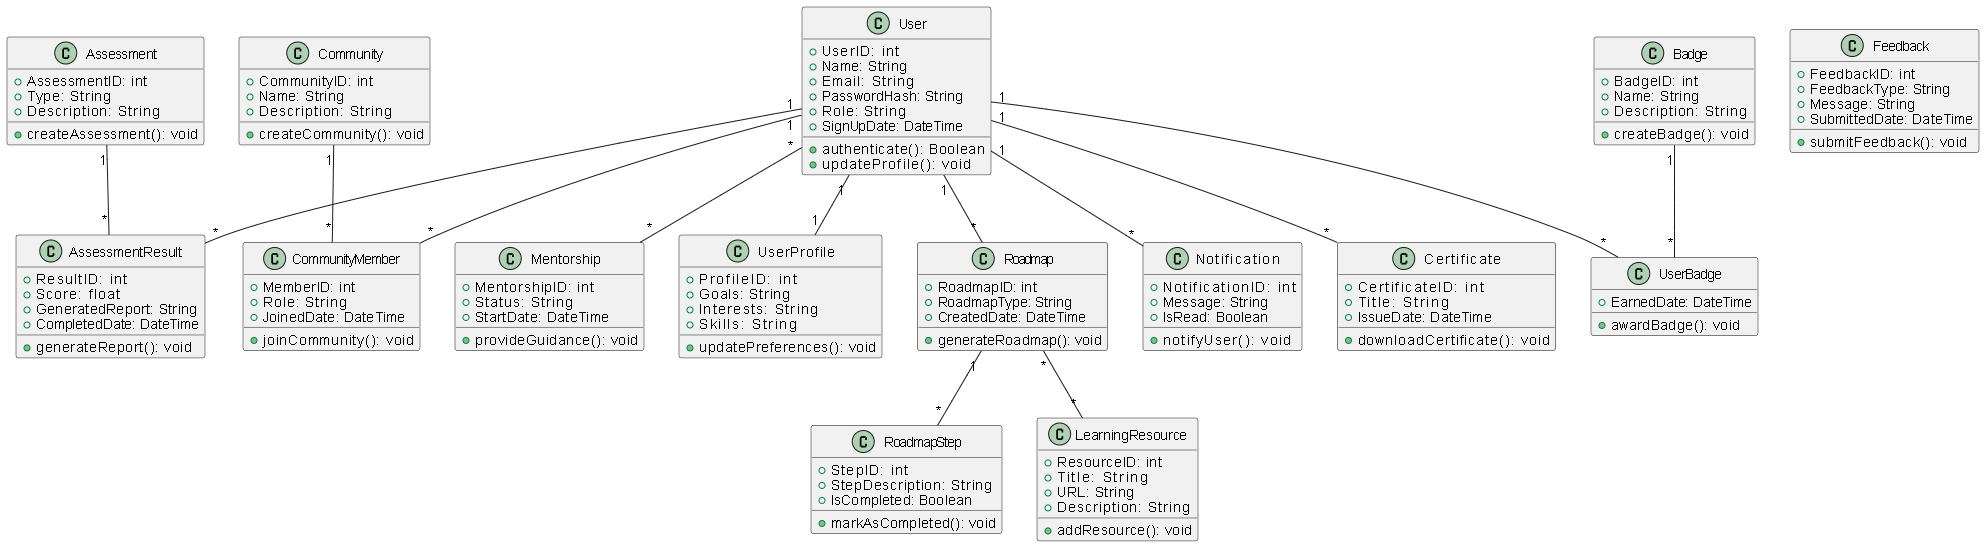 C User
UserID: int
Name: String
Email: String
PasswordHash: String
Role: String
SignUpDate: DateTime
authenticate(): Boolean
updateProfile(): void
C Assessment
AssessmentID: int
Type: String
Description: String
createAssessment(): void
C Community
CommunityID: int
Name: String
Description: String
createCommunity(): void
C Badge
BadgeID: int
Name: String
Description: String
createBadge(): void
C Feedback
FeedbackID: int
FeedbackType: String
Message: String
SubmittedDate: DateTime
submitFeedback(): void
1
1
*
1
1
1
1
1
1
1
1
*
*
*
*
*
1
*
*
*
*
*
C AssessmentResult
ResultID: int
Score: float
GeneratedReport: String
CompletedDate: DateTime
generateReport(): void
C CommunityMember
MemberID: int
Role: String
JoinedDate: DateTime
joinCommunity(): void
C Mentorship
MentorshipID: int
Status: String
StartDate: DateTime
provideGuidance(): void
C UserProfile
ProfileID: int
Goals: String
Interests: String
Skills: String
updatePreferences(): void
C Roadmap
RoadmapID: int
RoadmapType: String
CreatedDate: DateTime
generateRoadmap(): void
C Notification
NotificationID: int
Message: String
IsRead: Boolean
notifyUser(): void
C Certificate
CertificateID: int
Title: String
IssueDate: DateTime
downloadCertificate(): void
C UserBadge
EarnedDate: DateTime
awardBadge(): void
1
*
*
*
C RoadmapStep
StepID: int
StepDescription: String
IsCompleted: Boolean
markAsCompleted(): void
C LearningResource
ResourceID: int
Title: String
URL: String
Description: String
addResource(): void